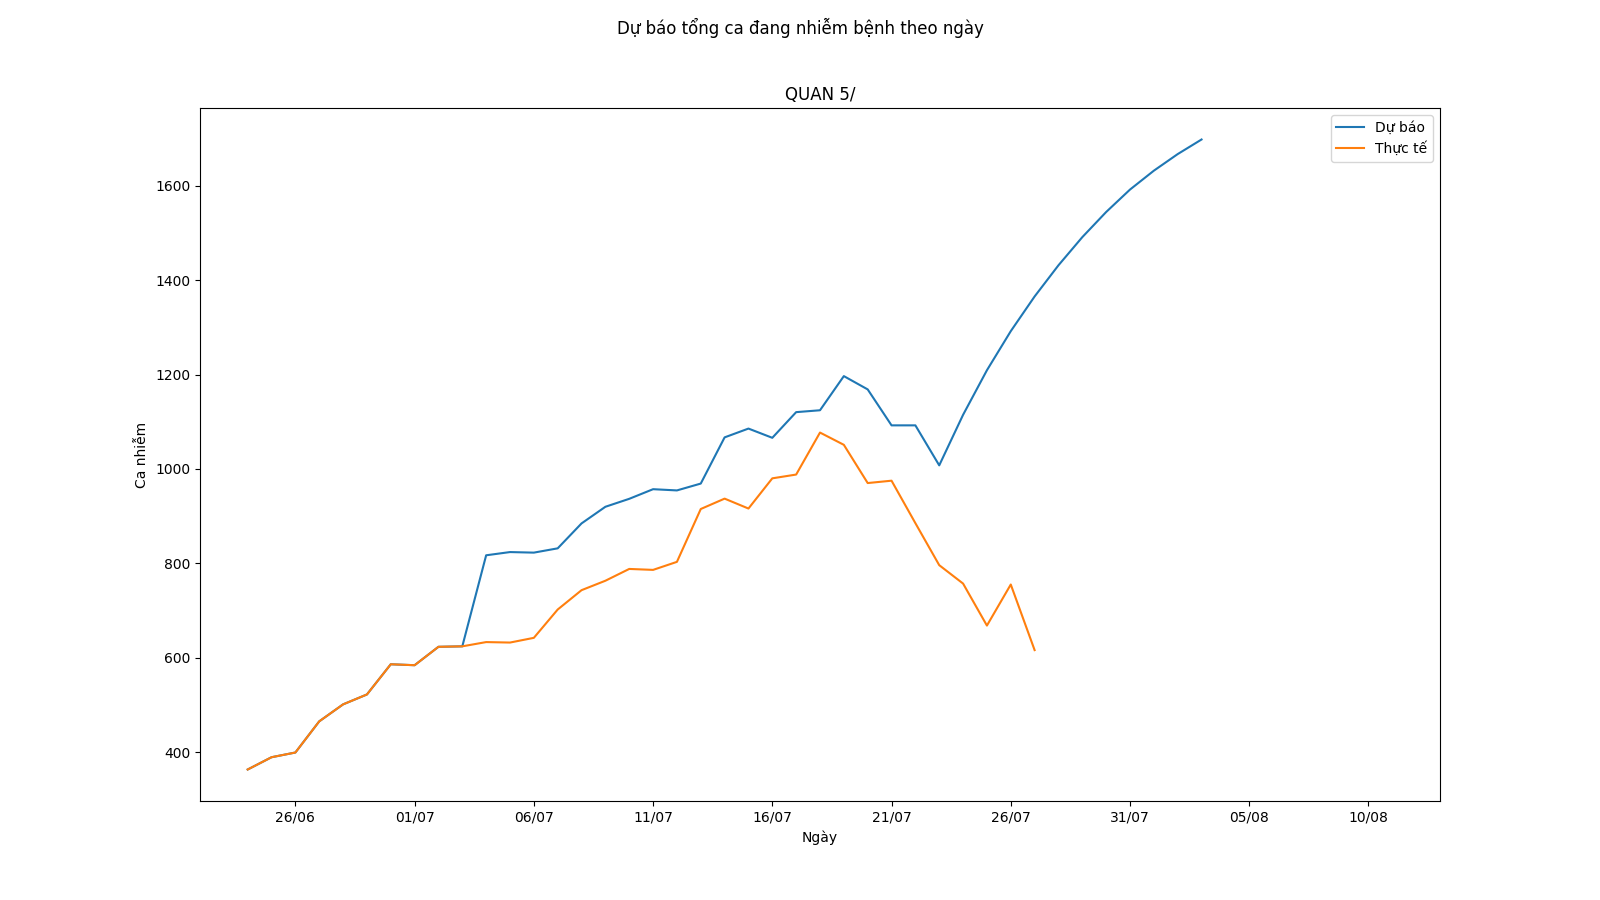 Dự báo tổng ca đang nhiễm bệnh theo ngày
QUAN 5/
Dự báo
Thực tế
1600
1400
1200
1000
800
600
400
Ca nhiễm
26/06 01/07 06/07 11/07 16/07 21/07 26/07 31/07 05/08 10/08
Ngày